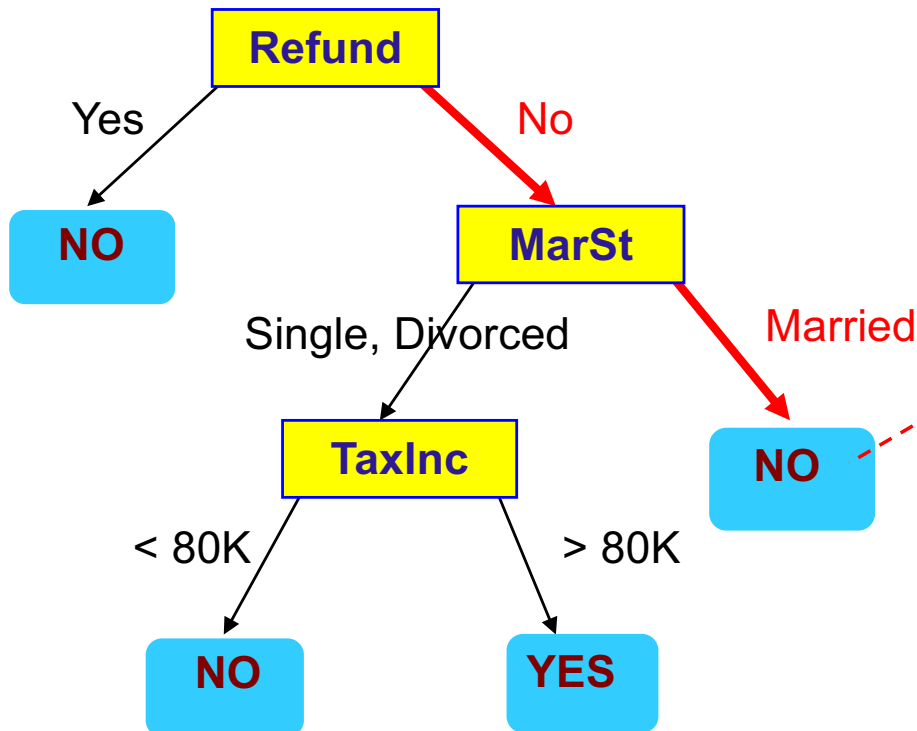 Refund
Yes
No
NO
MarSt
Single, Divorced
Married
TaxInc
NO
< 80K
> 80K
NO
YES